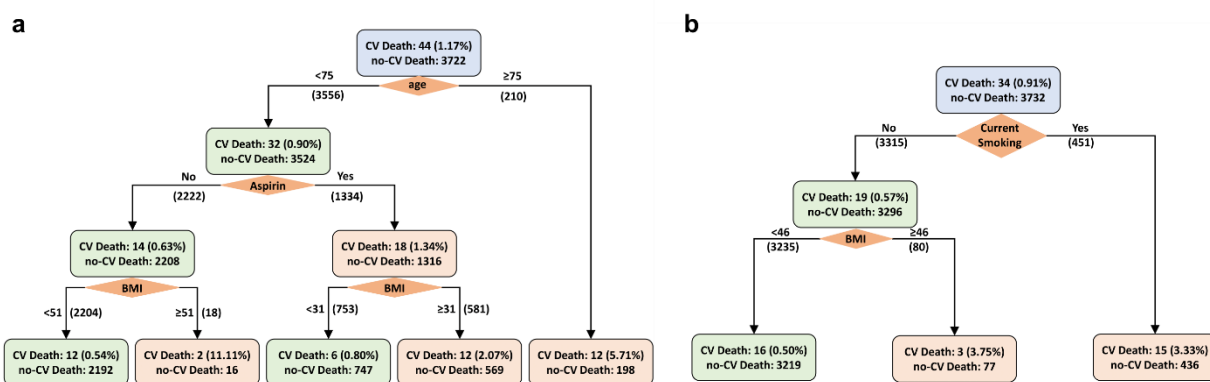 a
CV Death: 44 (1.17%)
no-CV Death: 3722
<75
age
≥75
(3556)
(210)
CV Death: 32 (0.90%)
no-CV Death: 3524
No
Aspirin
Yes
(2222)
(1334)
CV Death: 14 (0.63%)
no-CV Death: 2208
CV Death: 18 (1.34%)
no-CV Death: 1316
BMI
BMI
<51 (2204)
≥51 (18)
<31 (753)
≥31 (581)
CV Death: 12 (0.54%)
no-CV Death: 2192
CV Death: 2 (11.11%)
no-CV Death: 16
CV Death: 6 (0.80%)
no-CV Death: 747
CV Death: 12 (2.07%)
no-CV Death: 569
CV Death: 12 (5.71%)
no-CV Death: 198
b
CV Death: 34 (0.91%)
no-CV Death: 3732
No
Current
Smoking
Yes
(3315)
(451)
CV Death: 19 (0.57%)
no-CV Death: 3296
<46
BMI
≥46
(3235)
(80)
CV Death: 16 (0.50%)
no-CV Death: 3219
CV Death: 3 (3.75%)
no-CV Death: 77
CV Death: 15 (3.33%)
no-CV Death: 436